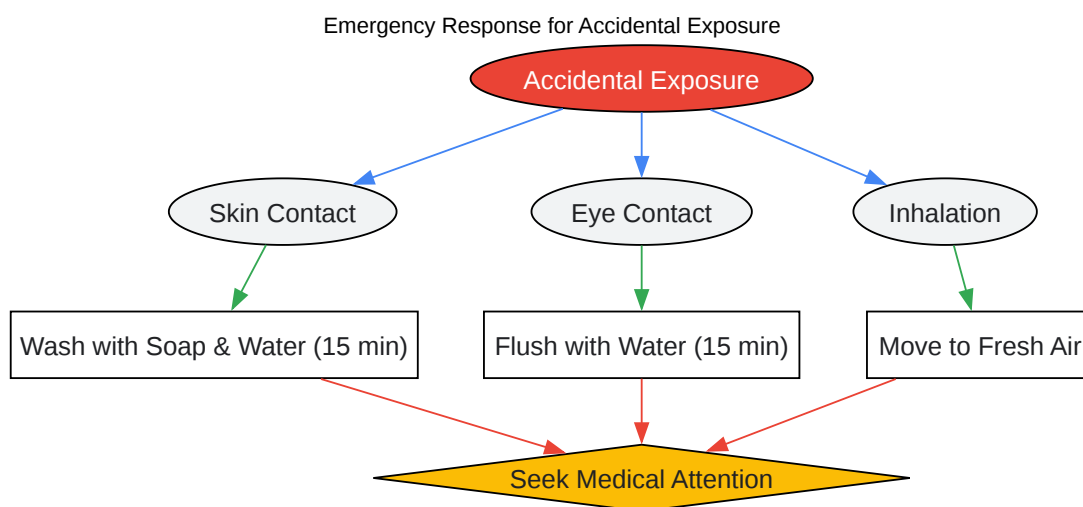 Emergency Response for Accidental Exposure
Accidental Exposure
Skin Contact
Eye Contact
Inhalation
Wash with Soap & Water (15 min)
Flush with Water (15 min)
Move to Fresh Air
Seek Medical Attention